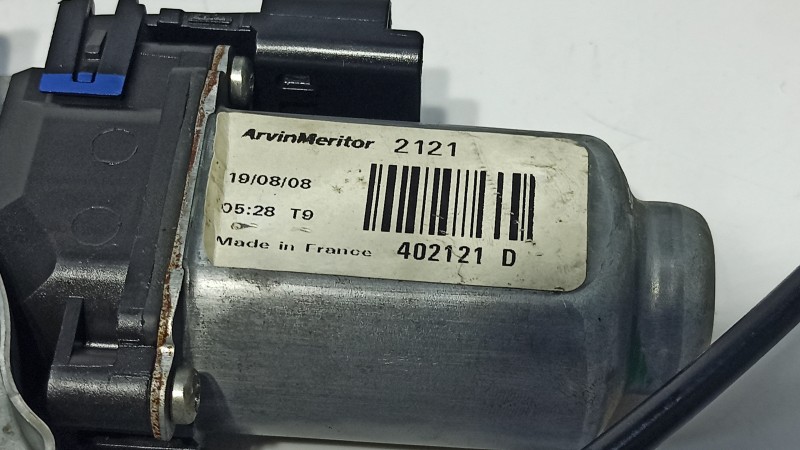 ArvinMeritor 2121
19/08/08
05:28 T9
Made in France 402121 D